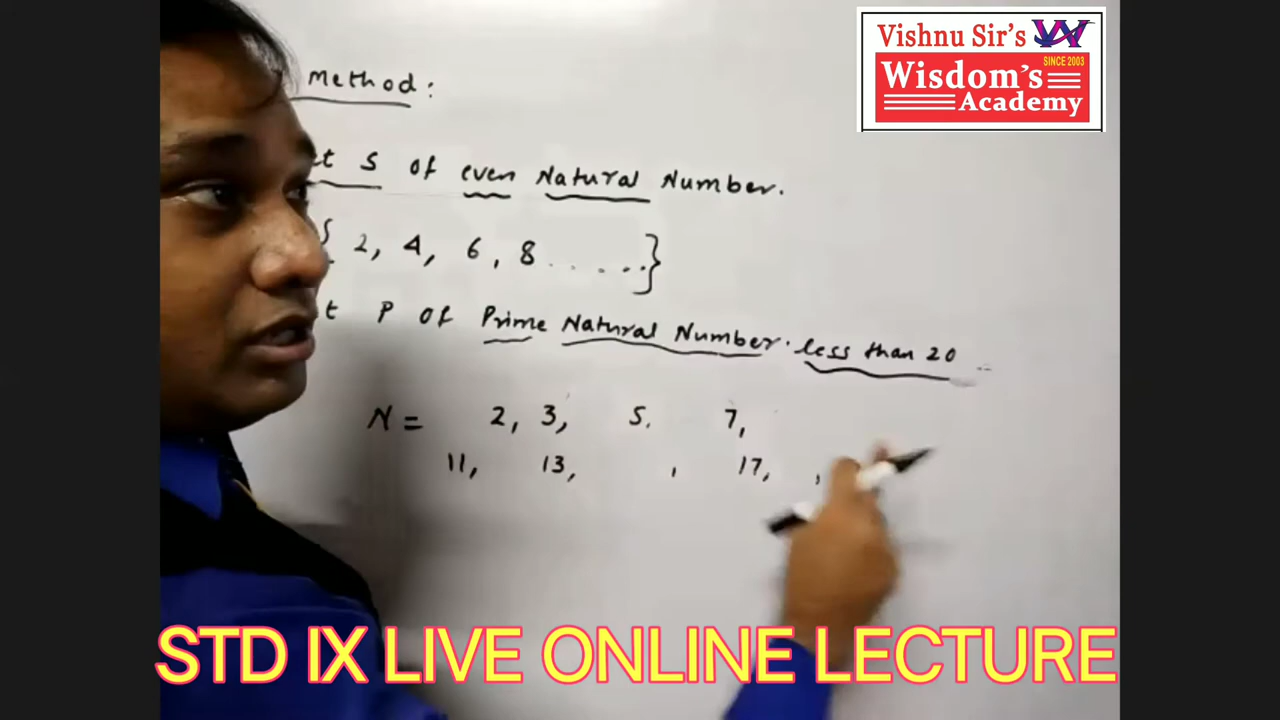 Vishnu Sir's W
SINCE 2003
Wisdom's
Academy
Method:
t S of even Natural Number.
{ 2, 4, 6, 8 ......}
t P of Prime Natural Number. less than 20
N = 2, 3, 5. 7,
11, 13, , 17, ,
STD IX LIVE ONLINE LECTURE